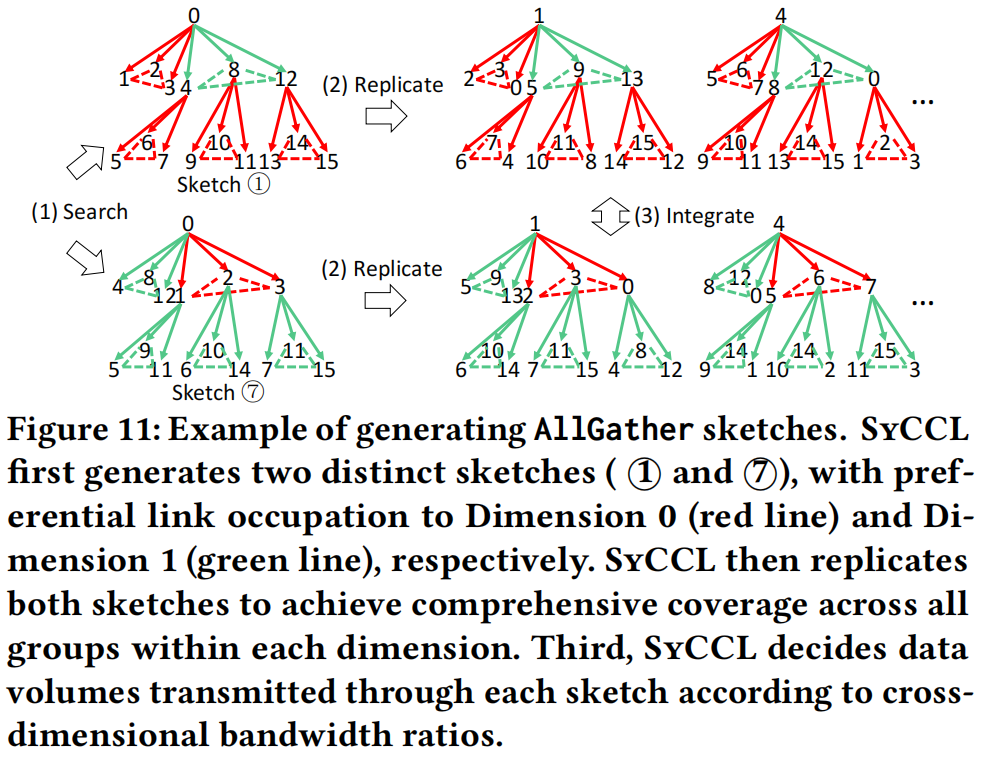 0 1 4
1 2 3 4 8 12 (2) Replicate 2 3 0 5 9 13 5 6 7 8 12 0 ...
5 6 7 9 10 11 13 14 15 6 7 4 10 11 8 14 15 12 9 10 11 13 14 15 1 2 3
Sketch ①
(1) Search (3) Integrate
0 1 4
4 8 12 1 2 3 (2) Replicate 5 9 13 2 3 0 8 12 0 5 6 7 ...
5 9 11 6 10 14 7 11 15 6 10 14 7 11 15 4 8 12 9 14 1 10 14 2 11 15 3
Sketch ⑦
Figure 11: Example of generating AllGather sketches. SyCCL
first generates two distinct sketches ( ① and ⑦), with pref-
erential link occupation to Dimension 0 (red line) and Di-
mension 1 (green line), respectively. SyCCL then replicates
both sketches to achieve comprehensive coverage across all
groups within each dimension. Third, SyCCL decides data
volumes transmitted through each sketch according to cross-
dimensional bandwidth ratios.